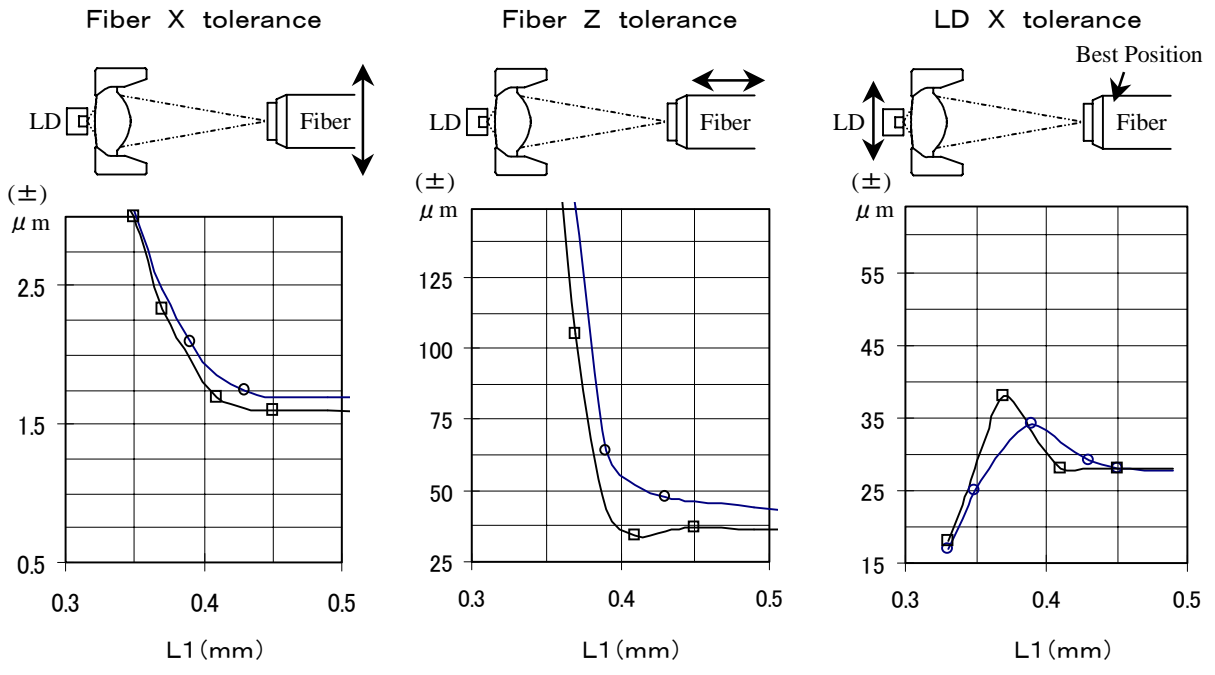 Fiber X tolerance
LD
Fiber
(±)
μm
2.5
1.5
0.5
0.3
0.4
0.5
L1(mm)
Fiber Z tolerance
LD
Fiber
(±)
μm
125
100
75
50
25
0.3
0.4
0.5
L1(mm)
LD X tolerance
Best Position
LD
Fiber
(±)
μm
55
45
35
25
15
0.3
0.4
0.5
L1(mm)